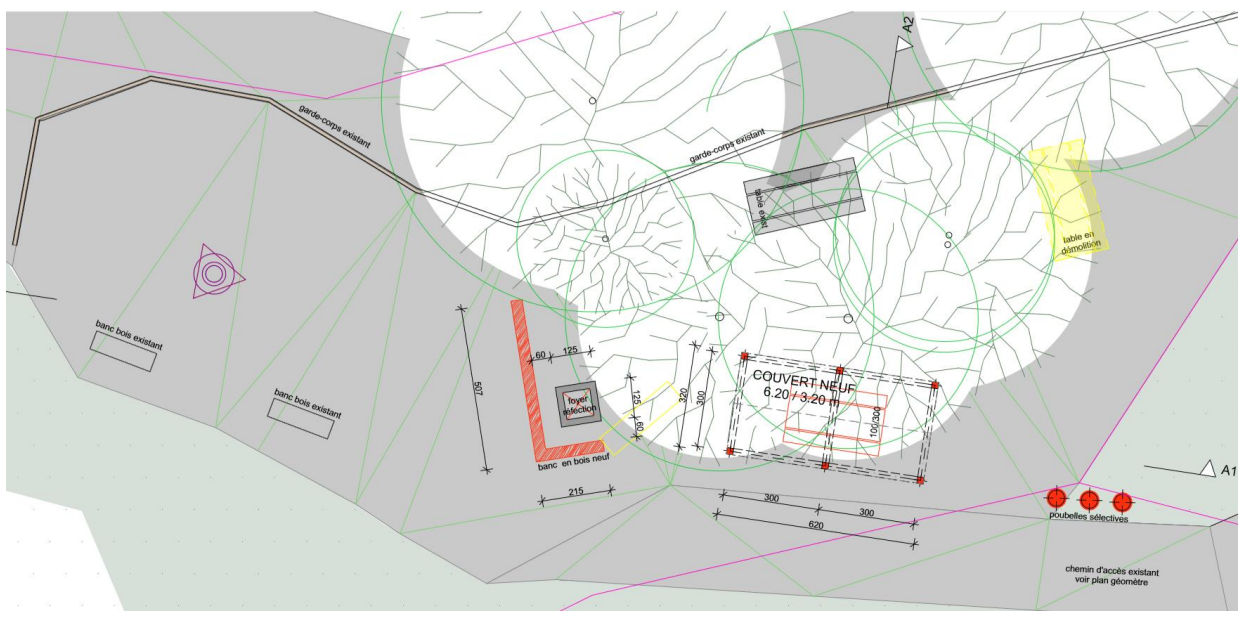 A2
garde-corps existant
garde-corps existant
table exist
table en
démolition
banc bois existant
banc bois existant
507
60
125
foyer
réfection
125
60
320
300
COUVERT NEUF
6.20 / 3.20 m
100/300
banc en bois neuf
215
300
300
620
A1
poubelles sélectives
chemin d'accès existant
voir plan géomètre